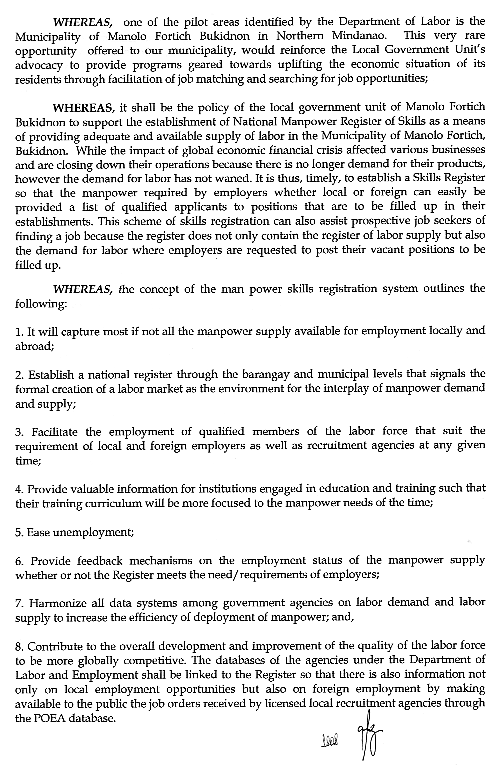 WHEREAS, one of the pilot areas identified by the Department of Labor is the
Municipality of Manolo Fortich Bukidnon in Northern Mindanao. This very rare
opportunity offered to our municipality, would reinforce the Local Government Unit's
advocacy to provide programs geared towards uplifting the economic situation of its
residents through facilitation of job matching and searching for job opportunities;
WHEREAS, it shall be the policy of the local government unit of Manolo Fortich
Bukidnon to support the establishment of National Manpower Register of Skills as a means
of providing adequate and available supply of labor in the Municipality of Manolo Fortich,
Bukidnon. While the impact of global economic financial crisis affected various businesses
and are closing down their operations because there is no longer demand for their products,
however the demand for labor has not waned. It is thus, timely, to establish a Skills Register
so that the manpower required by employers whether local or foreign can easily be
provided a list of qualified applicants to positions that are to be filled up in their
establishments. This scheme of skills registration can also assist prospective job seekers of
finding a job because the register does not only contain the register of labor supply but also
the demand for labor where employers are requested to post their vacant positions to be
filled up.
WHEREAS, the concept of the man power skills registration system outlines the
following:
1. It will capture most if not all the manpower supply available for employment locally and
abroad;
2. Establish a national register through the barangay and municipal levels that signals the
formal creation of a labor market as the environment for the interplay of manpower demand
and supply;
3. Facilitate the employment of qualified members of the labor force that suit the
requirement of local and foreign employers as well as recruitment agencies at any given
time;
4. Provide valuable information for institutions engaged in education and training such that
their training curriculum will be more focused to the manpower needs of the time;
5. Ease unemployment;
6. Provide feedback mechanisms on the employment status of the manpower supply
whether or not the Register meets the need/requirements of employers;
7. Harmonize all data systems among government agencies on labor demand and labor
supply to increase the efficiency of deployment of manpower; and,
8. Contribute to the overall development and improvement of the quality of the labor force
to be more globally competitive. The databases of the agencies under the Department of
Labor and Employment shall be linked to the Register so that there is also information not
only on local employment opportunities but also on foreign employment by making
available to the public the job orders received by licensed local recruitment agencies through
the POEA database.